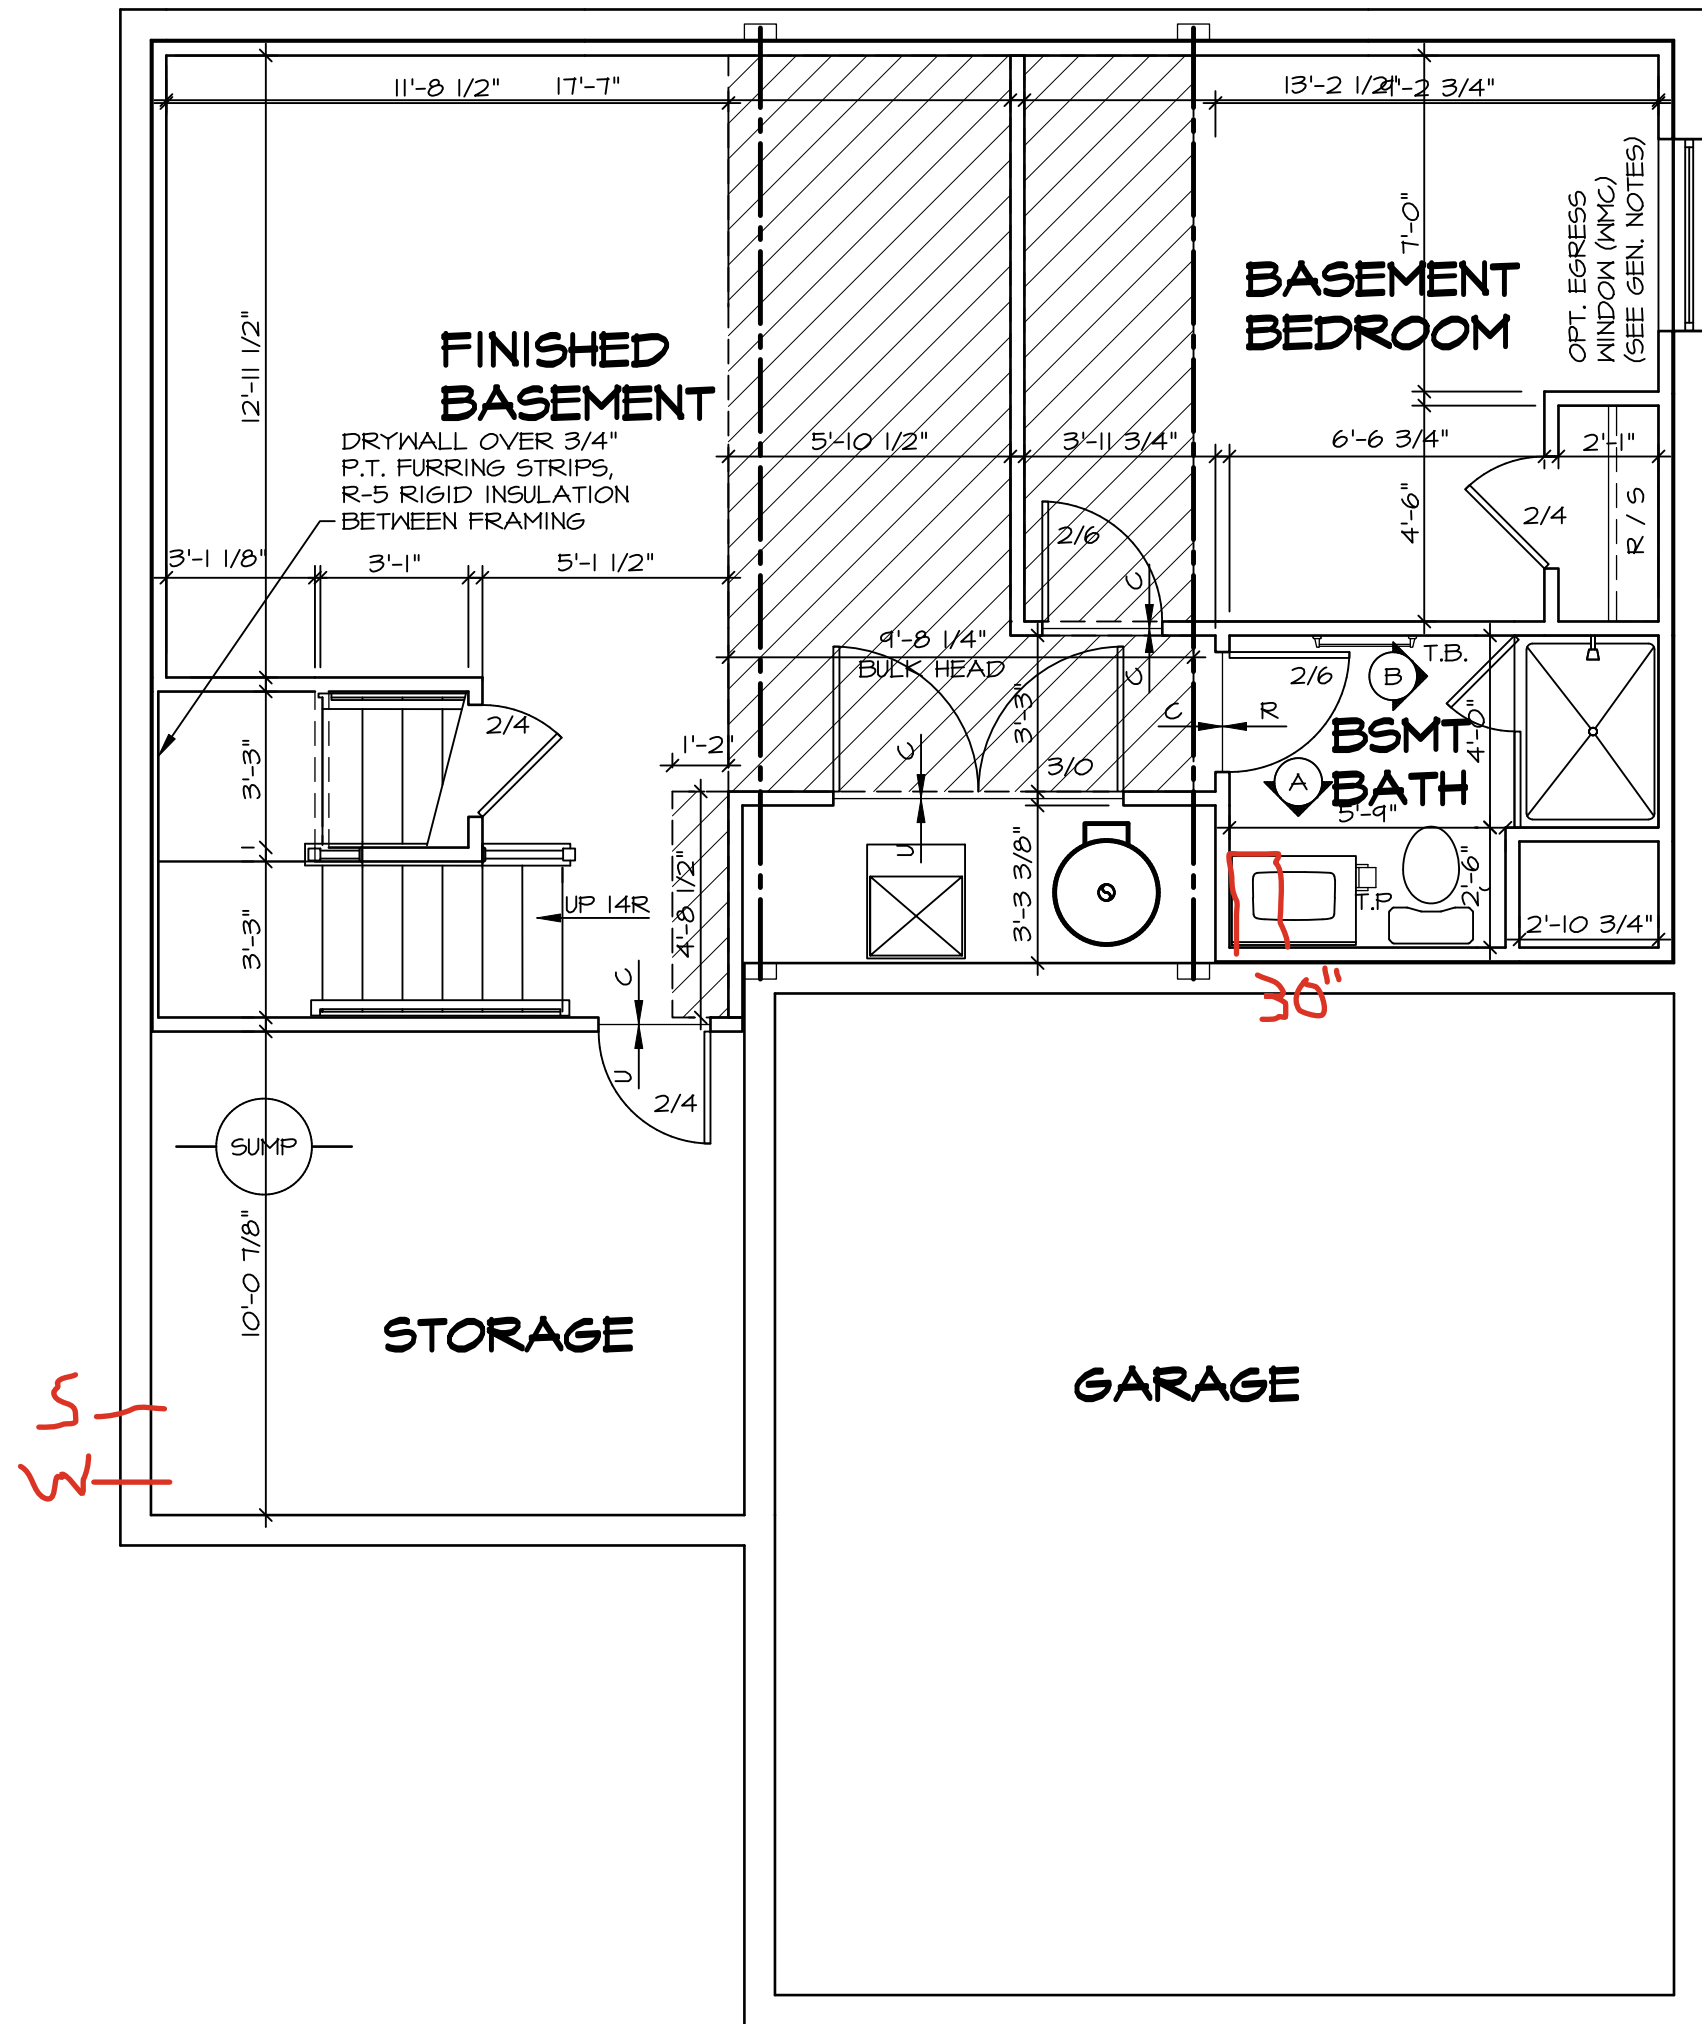 11'-8 1/2"
17'-7"
13'-2 1/2"
9'-2 3/4"
OPT. EGRESS
WINDOW (WMC)
(SEE GEN. NOTES)
7'-0"
BASEMENT
BEDROOM
12'-11 1/2"
FINISHED
BASEMENT
DRYWALL OVER 3/4"
P.T. FURRING STRIPS,
R-5 RIGID INSULATION
BETWEEN FRAMING
5'-10 1/2"
3'-11 3/4"
6'-6 3/4"
2'-1"
4'-6"
2/4
R / S
2/6
3'-1 1/8"
3'-1"
5'-1 1/2"
C
C
9'-8 1/4"
BULK HEAD
3'-3"
2/6
B
T.B.
C
R
2/4
BSMT
BATH
4'-0"
1'-2"
C
3/0
A
3'-3"
5'-9"
U
3'-3 3/8"
4'-8 1/2"
2'-6"
UP 14R
T.P.
3'-3"
2'-10 3/4"
C
30"
U
2/4
SUMP
10'-0 7/8"
STORAGE
GARAGE
S
W